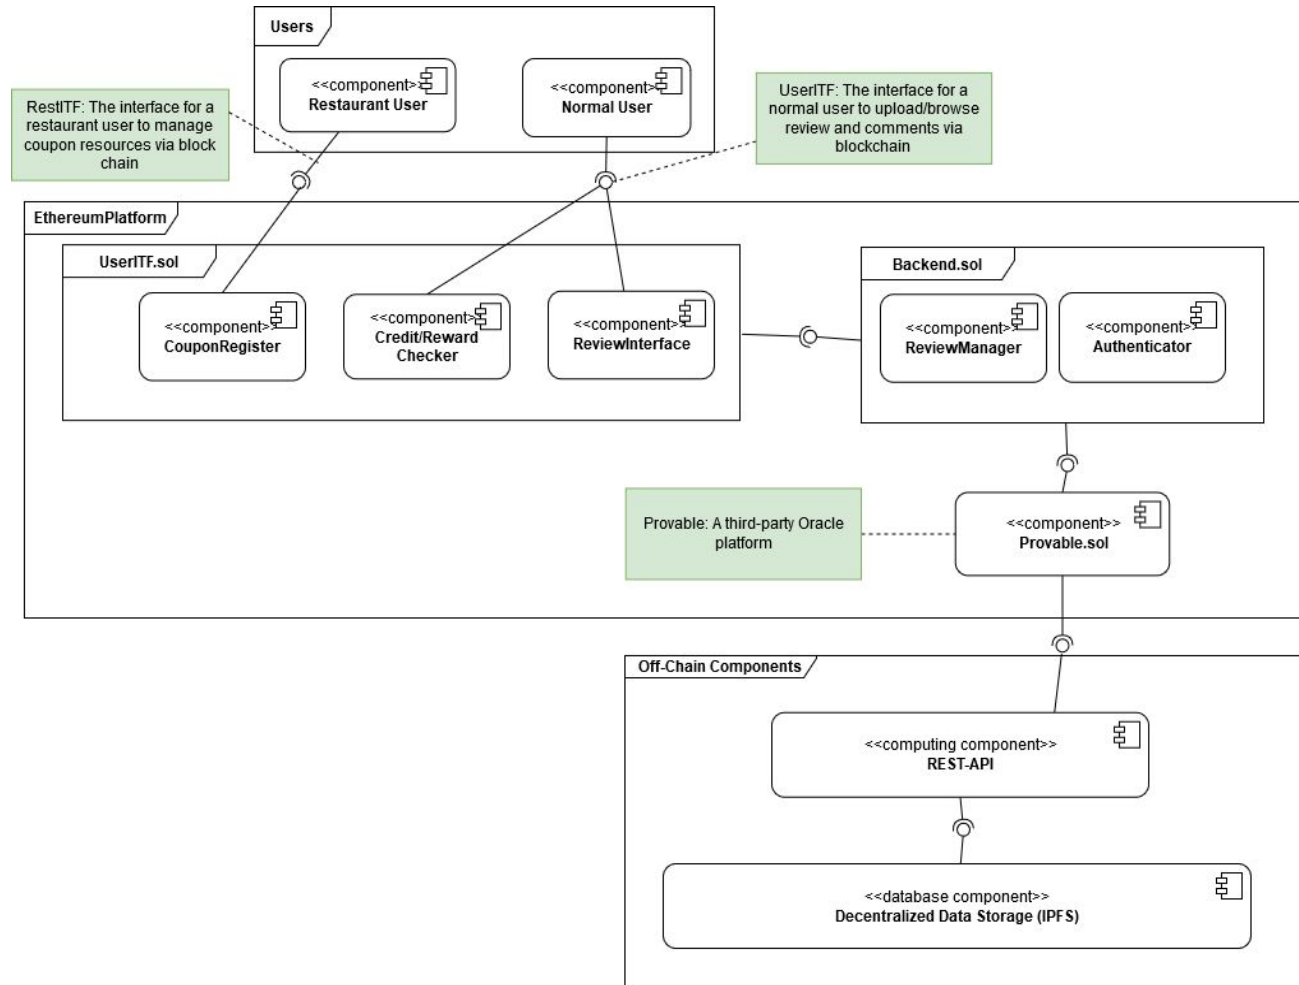 Users
<<component>>
Restaurant User
<<component>>
Normal User
RestITF: The interface for a
restaurant user to manage
coupon resources via block
chain
UserITF: The interface for a
normal user to upload/browse
review and comments via
blockchain
EthereumPlatform
UserITF.sol
<<component>>
CouponRegister
<<component>>
Credit/Reward
Checker
<<component>>
ReviewInterface
Backend.sol
<<component>>
ReviewManager
<<component>>
Authenticator
Provable: A third-party Oracle
platform
<<component>>
Provable.sol
Off-Chain Components
<<computing component>>
REST-API
<<database component>>
Decentralized Data Storage (IPFS)